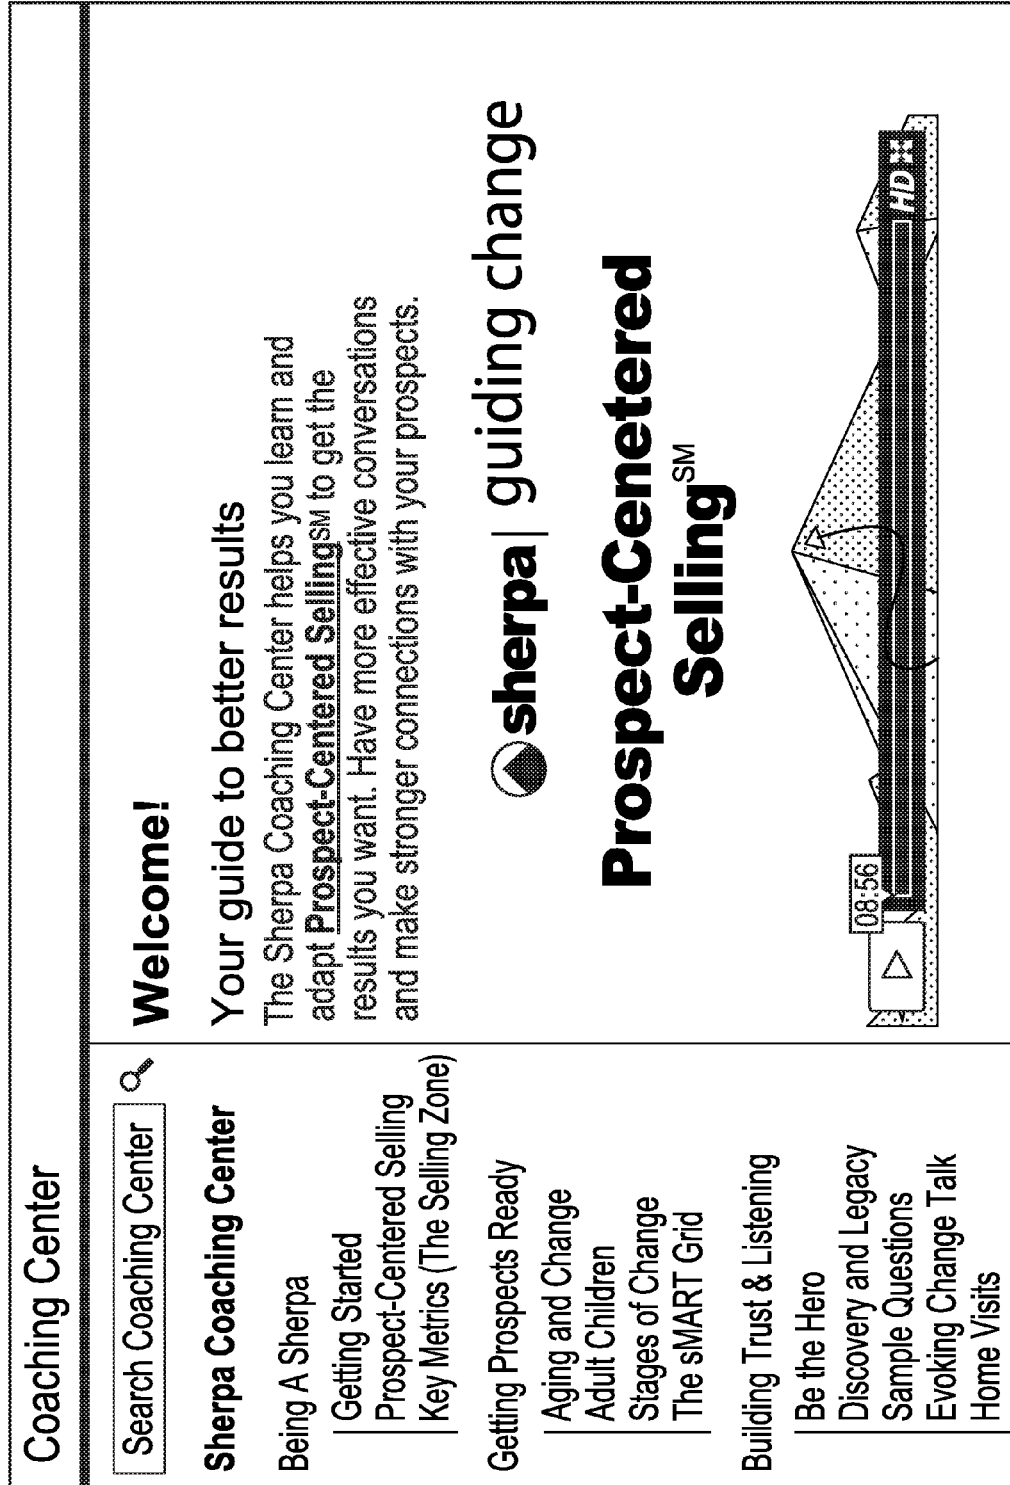 Coaching Center
Search Coaching Center
Sherpa Coaching Center
Being A Sherpa
Getting Started
Prospect-Centered Selling
Key Metrics (The Selling Zone)
Getting Prospects Ready
Aging and Change
Adult Children
Stages of Change
The sMART Grid
Building Trust & Listening
Be the Hero
Discovery and Legacy
Sample Questions
Evoking Change Talk
Home Visits
Welcome!
Your guide to better results
The Sherpa Coaching Center helps you learn and
adapt Prospect-Centered Selling℠ to get the
results you want. Have more effective conversations
and make stronger connections with your prospects.
sherpa | guiding change
Prospect-Cenetered
Selling℠
08:56
HD